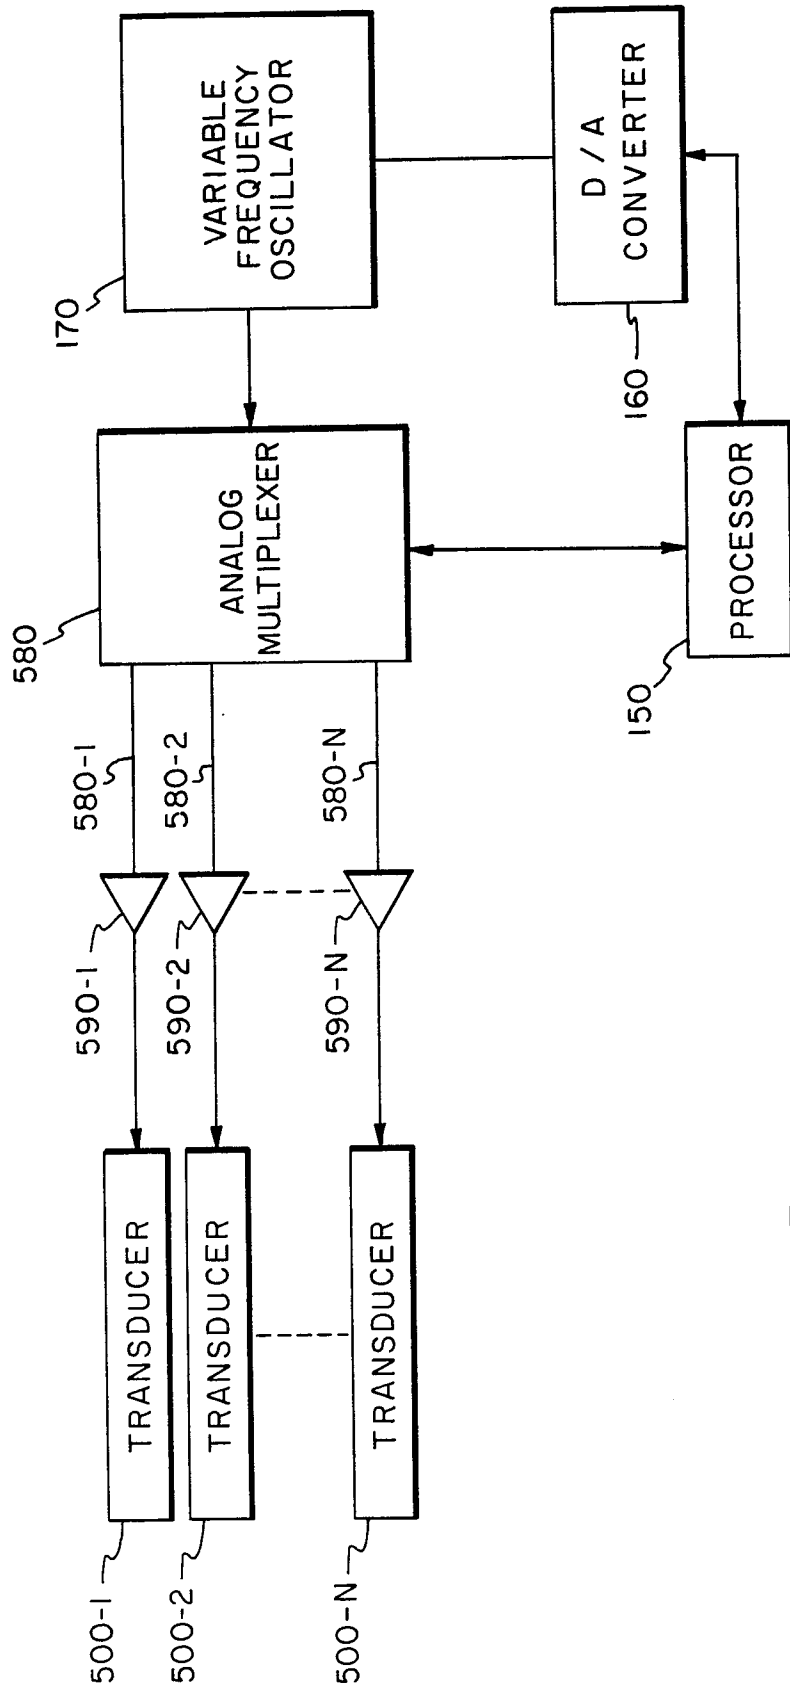 500-1
TRANSDUCER
590-1
580-1
580
ANALOG
MULTIPLEXER
170
VARIABLE
FREQUENCY
OSCILLATOR
500-2
TRANSDUCER
590-2
580-2
500-N
TRANSDUCER
590-N
580-N
150
PROCESSOR
160
D/A
CONVERTER